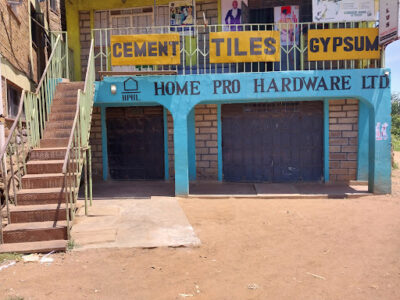 CEMENT TILES GYPSUM
HOME PRO HARDWARE LTD
HPHL